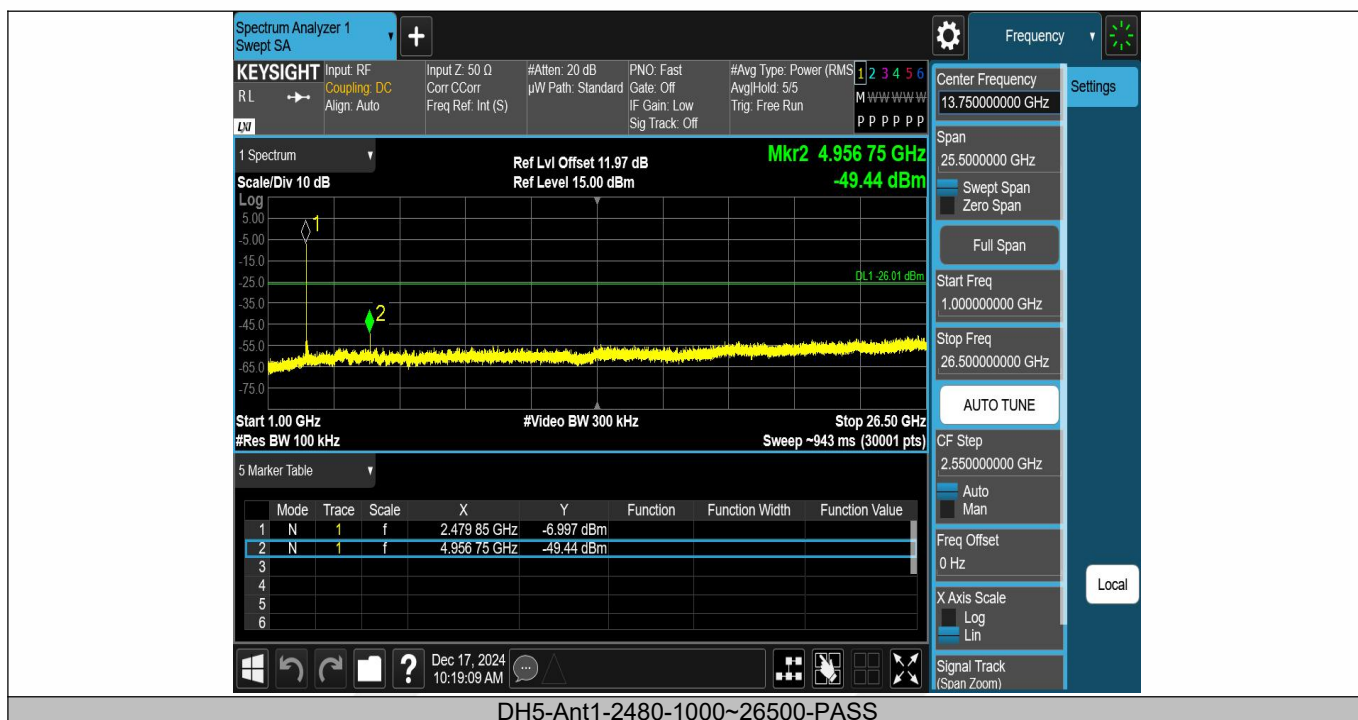 Spectrum Analyzer 1
Swept SA
+
Frequency
KEYSIGHT
RL
LXI
Input: RF
Coupling: DC
Align: Auto
Input Z: 50 Ω
Corr CCorr
Freq Ref: Int (S)
#Atten: 20 dB
µW Path: Standard
PNO: Fast
Gate: Off
IF Gain: Low
Sig Track: Off
#Avg Type: Power (RMS
Avg|Hold: 5/5
Trig: Free Run
1 2 3 4 5 6
M W W W W W
P P P P P P
1 Spectrum
Scale/Div 10 dB
Ref Lvl Offset 11.97 dB
Ref Level 15.00 dBm
Mkr2 4.956 75 GHz
-49.44 dBm
Log
5.00
-5.00
-15.0
-25.0
-35.0
-45.0
-55.0
-65.0
-75.0
1
2
DL1 -26.01 dBm
Start 1.00 GHz
#Res BW 100 kHz
#Video BW 300 kHz
Stop 26.50 GHz
Sweep ~943 ms (30001 pts)
5 Marker Table
Mode Trace Scale X Y Function Function Width Function Value
1 N 1 f 2.479 85 GHz -6.997 dBm
2 N 1 f 4.956 75 GHz -49.44 dBm
3
4
5
6
?
Dec 17, 2024
10:19:09 AM
Center Frequency
13.750000000 GHz
Settings
Span
25.5000000 GHz
Swept Span
Zero Span
Full Span
Start Freq
1.000000000 GHz
Stop Freq
26.500000000 GHz
AUTO TUNE
CF Step
2.550000000 GHz
Auto
Man
Freq Offset
0 Hz
X Axis Scale
Log
Lin
Local
Signal Track
(Span Zoom)
DH5-Ant1-2480-1000~26500-PASS